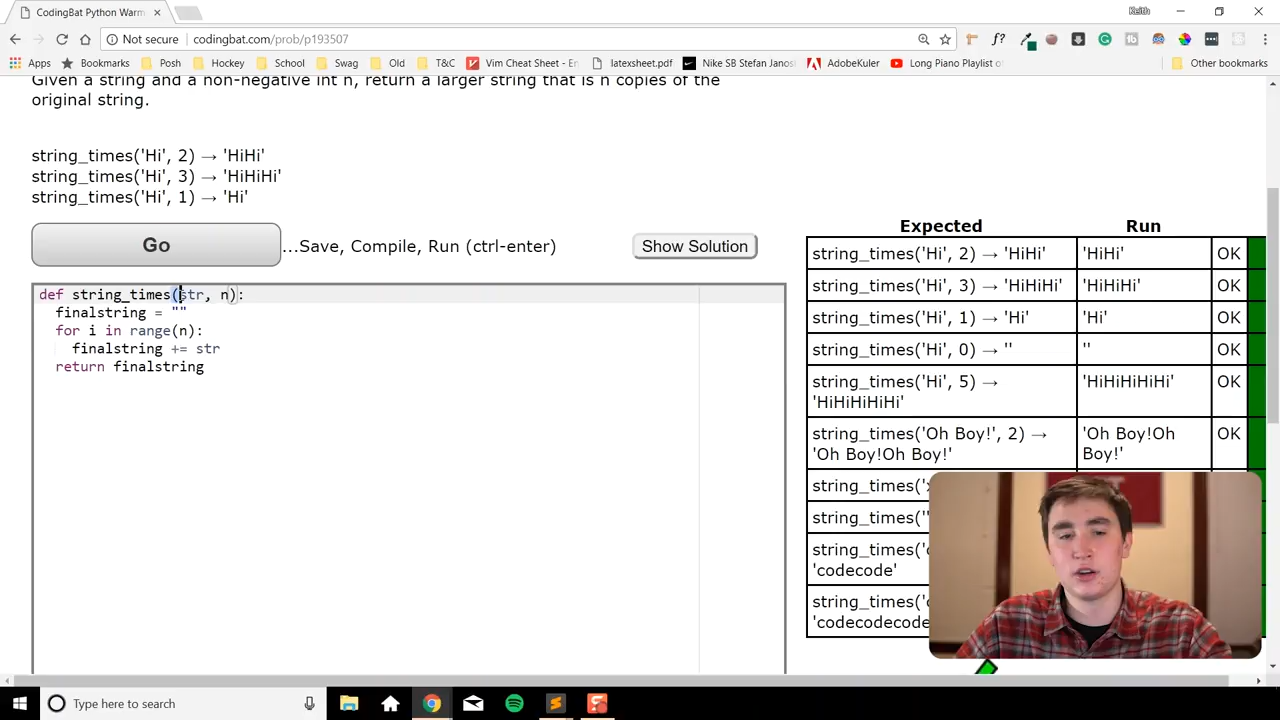 CodingBat Python Warm
Keith
Not secure
codingbat.com/prob/p193507
Apps
Bookmarks
Posh
Hockey
School
Swag
Old
T&C
Vim Cheat Sheet - En
latexsheet.pdf
Nike SB Stefan Janos
AdobeKuler
Long Piano Playlist o
Other bookmarks
Given a string and a non-negative int n, return a larger string that is n copies of the
original string.
string_times('Hi', 2) → 'HiHi'
string_times('Hi', 3) → 'HiHiHi'
string_times('Hi', 1) → 'Hi'
Go
...Save, Compile, Run (ctrl-enter)
Show Solution
def string_times(str, n):
finalstring = ""
for i in range(n):
finalstring += str
return finalstring
Expected
Run
string_times('Hi', 2) → 'HiHi'
'HiHi'
OK
string_times('Hi', 3) → 'HiHiHi'
'HiHiHi'
OK
string_times('Hi', 1) → 'Hi'
'Hi'
OK
string_times('Hi', 0) → ''
''
OK
string_times('Hi', 5) →
'HiHiHiHiHi'
'HiHiHiHiHi'
OK
string_times('Oh Boy!', 2) →
'Oh Boy!Oh Boy!'
'Oh Boy!Oh
Boy!'
OK
string_times('
string_times(''
string_times('
'codecode'
string_times('
'codecodecode
Type here to search